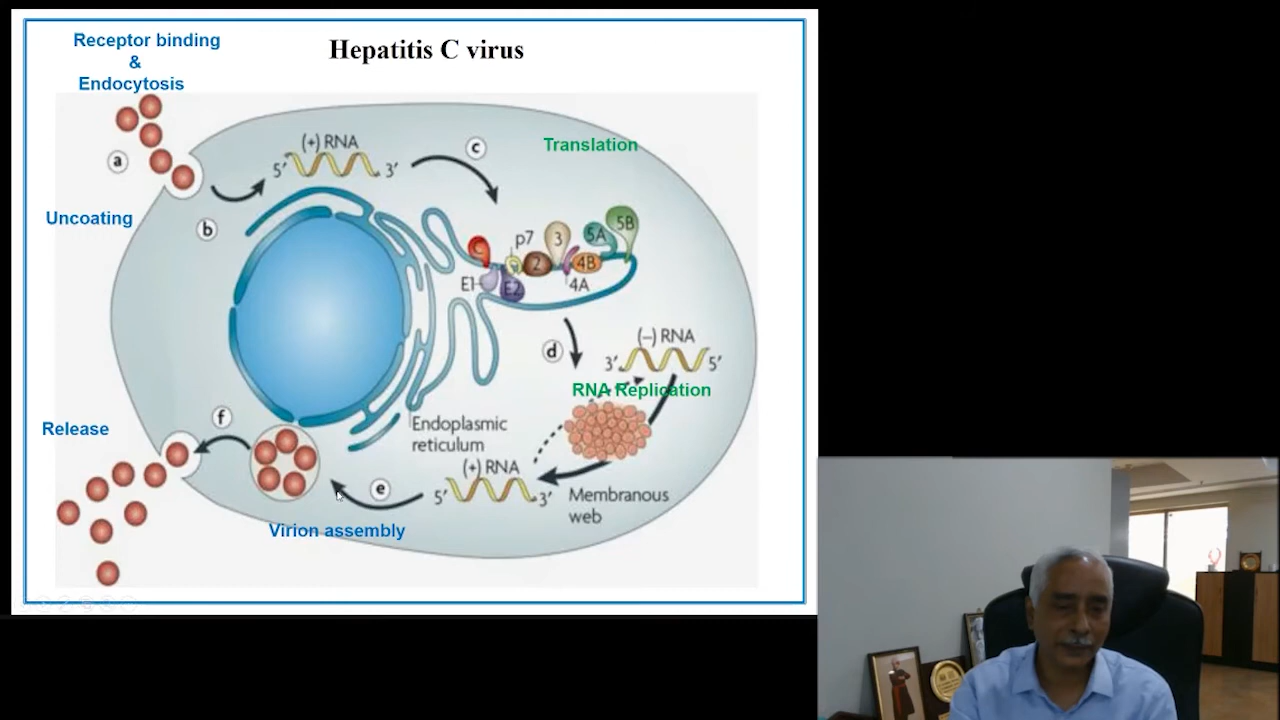 Hepatitis C virus
Receptor binding
&
Endocytosis
a
Uncoating
b
(+) RNA
5′
3′
c
Translation
C
p7
3
5A
5B
E1
E2
2
4B
4A
d
(–) RNA
3′
5′
RNA Replication
Endoplasmic
reticulum
Membranous
web
(+) RNA
5′
3′
e
Virion assembly
f
Release